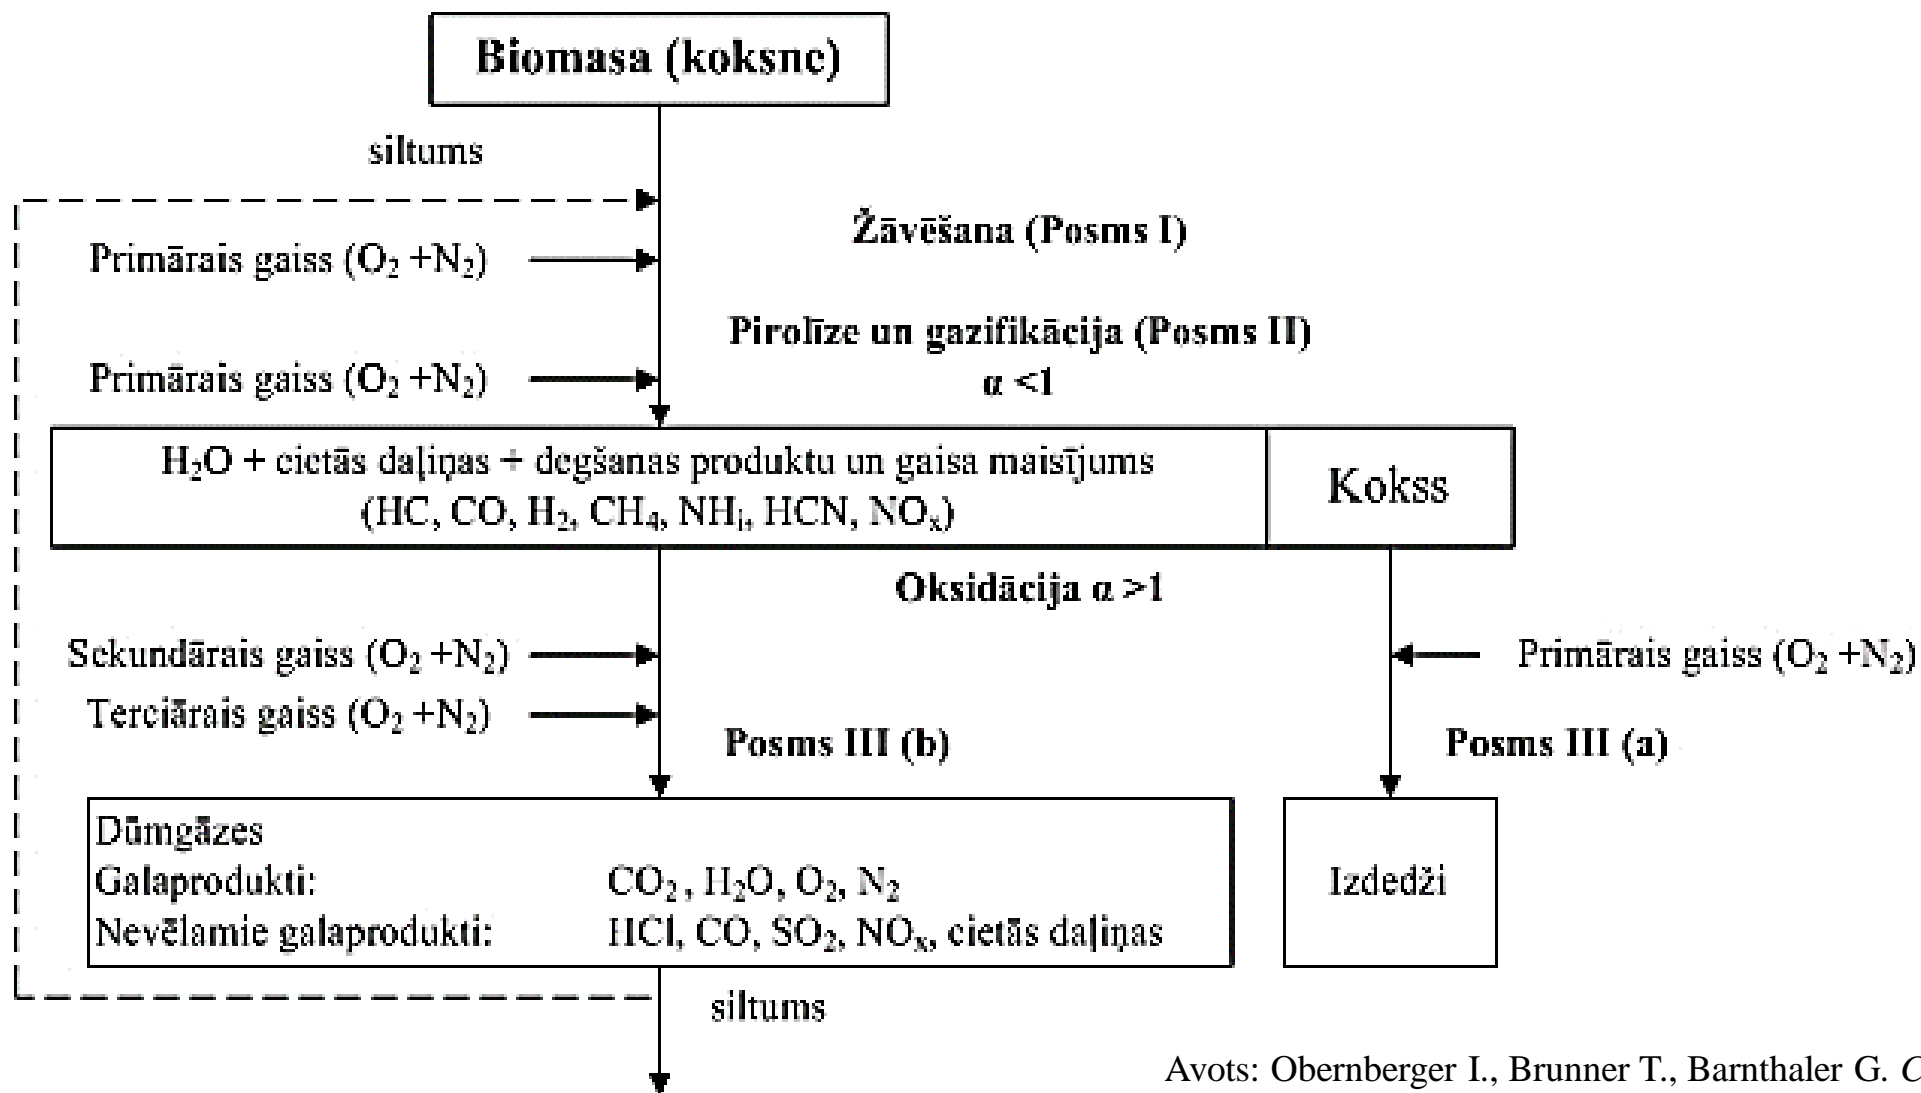 Biomasa (koksne)
siltums
Žāvēšana (Posms I)
Primārais gaiss (O₂ +N₂)
Pirolīze un gazifikācija (Posms II)
Primārais gaiss (O₂ +N₂)
α <1
H₂O + cietās daļiņas + degšanas produktu un gaisa maisījums
(HC, CO, H₂, CH₄, NHᵢ, HCN, NOₓ)
Kokss
Oksidācija α >1
Sekundārais gaiss (O₂ +N₂)
Primārais gaiss (O₂ +N₂)
Terciārais gaiss (O₂ +N₂)
Posms III (b)
Posms III (a)
Dūmgāzes
Galaprodukti: CO₂ , H₂O, O₂, N₂
Nevēlamie galaprodukti: HCl, CO, SO₂, NOₓ, cietās daļiņas
Izdedži
siltums
Avots: Obernberger I., Brunner T., Barnthaler G. C